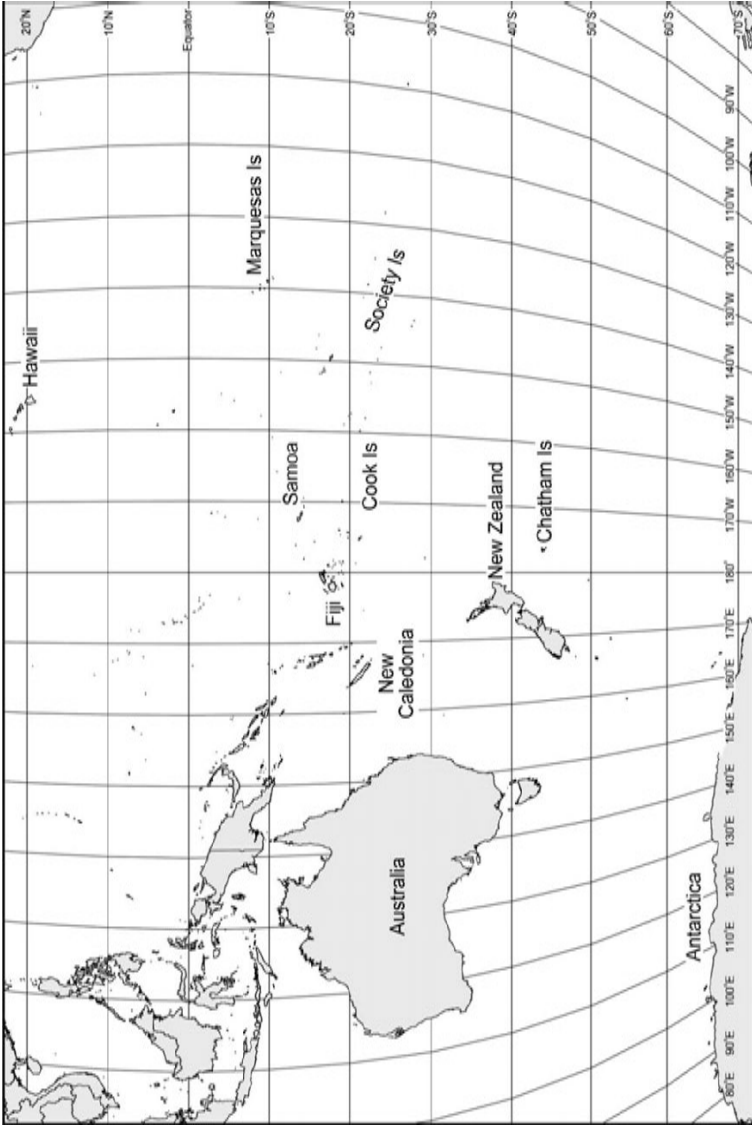 20°N
10°N
Equator
10°S
20°S
30°S
40°S
50°S
60°S
70°S
Hawaii
Marquesas Is
Society Is
Samoa
Cook Is
Fiji
New
Caledonia
New Zealand
Chatham Is
Australia
Antarctica
80°E
90°E
100°E
110°E
120°E
130°E
140°E
150°E
160°E
170°E
180°
170°W
160°W
150°W
140°W
130°W
120°W
110°W
100°W
90°W